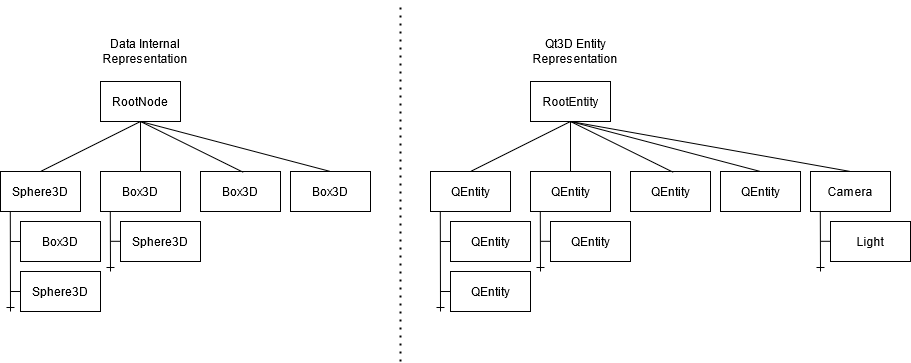 Data Internal
Representation
RootNode
Sphere3D
Box3D
Box3D
Box3D
Box3D
Sphere3D
Sphere3D
Qt3D Entity
Representation
RootEntity
QEntity
QEntity
QEntity
QEntity
Camera
QEntity
QEntity
Light
QEntity